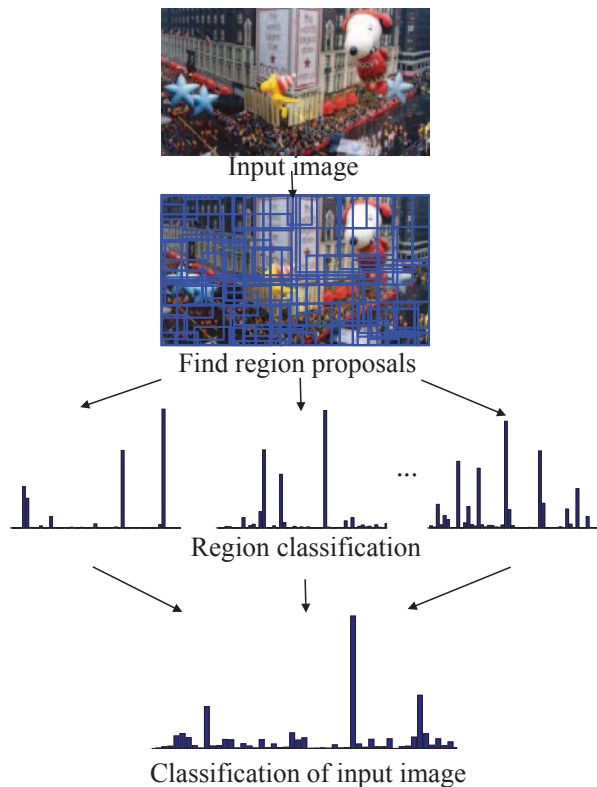 Input image
Find region proposals
...
Region classification
Classification of input image